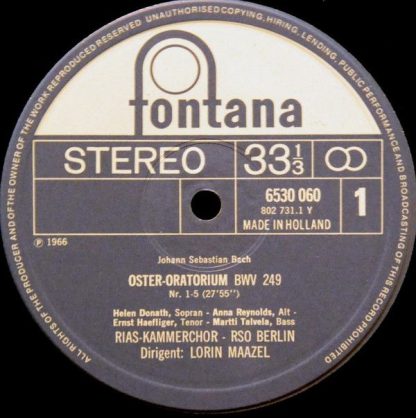 ALL RIGHTS OF THE PRODUCER AND OF THE OWNER OF THE WORK REPRODUCED RESERVED UNAUTHORISED COPYING, HIRING, LENDING, PUBLIC PERFORMANCE AND BROADCASTING OF THIS RECORD PROHIBITED
fontana
STEREO 33 1/3
6530 060 1
802 731.1 Y
MADE IN HOLLAND
Ⓟ 1966
Johann Sebastian Bach
OSTER-ORATORIUM BWV 249
Nr. 1-5 (27'55'')
Helen Donath, Sopran - Anna Reynolds, Alt -
Ernst Haefliger, Tenor - Martti Talvela, Bass
RIAS-KAMMERCHOR - RSO BERLIN
Dirigent: LORIN MAAZEL